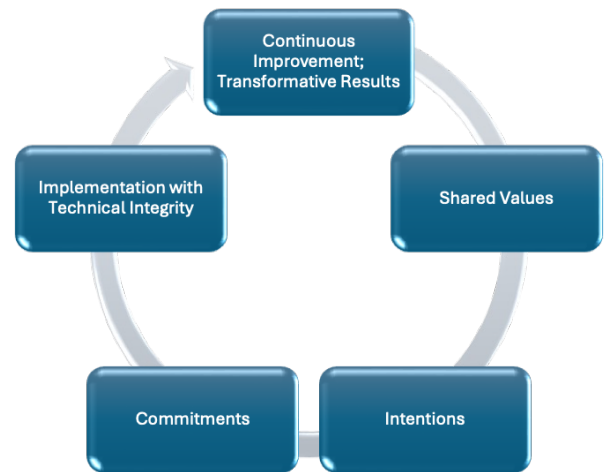 Continuous
Improvement;
Transformative Results
Shared Values
Intentions
Commitments
Implementation with
Technical Integrity